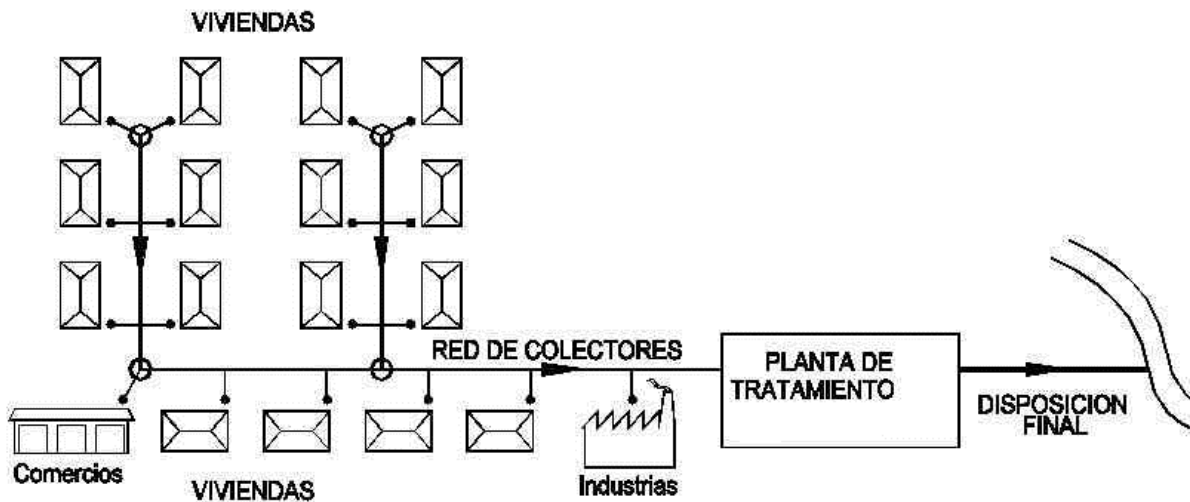 VIVIENDAS
RED DE COLECTORES
PLANTA DE
TRATAMIENTO
DISPOSICION
FINAL
Comercios
VIVIENDAS
Industrias